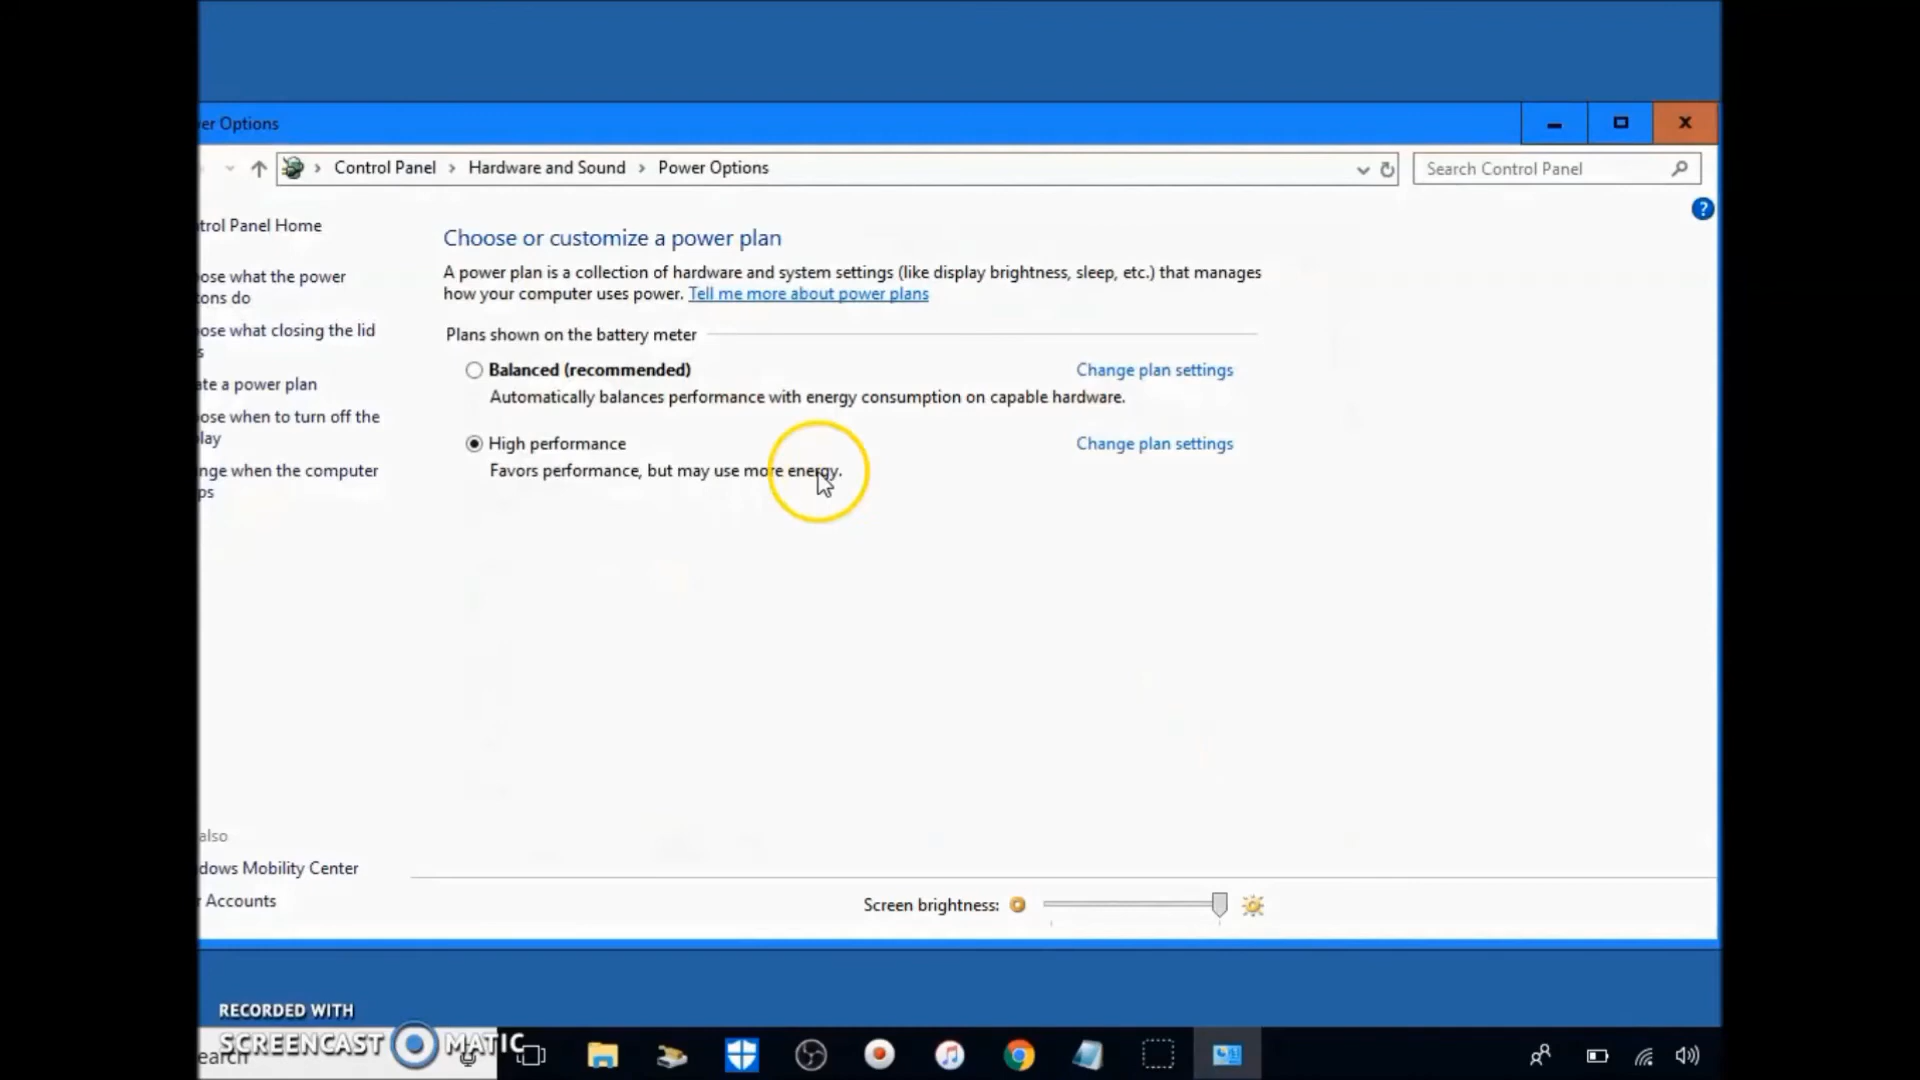 er Options
Control Panel
Hardware and Sound
Power Options
Search Control Panel
?
trol Panel Home
ose what the power
ons do
ose what closing the lid
s
ate a power plan
ose when to turn off the
lay
nge when the computer
ps
Choose or customize a power plan
A power plan is a collection of hardware and system settings (like display brightness, sleep, etc.) that manages
how your computer uses power. Tell me more about power plans
Plans shown on the battery meter
Balanced (recommended)
Change plan settings
Automatically balances performance with energy consumption on capable hardware.
High performance
Change plan settings
Favors performance, but may use more energy.
also
dows Mobility Center
r Accounts
Screen brightness:
RECORDED WITH
SCREENCAST MATIC
earch